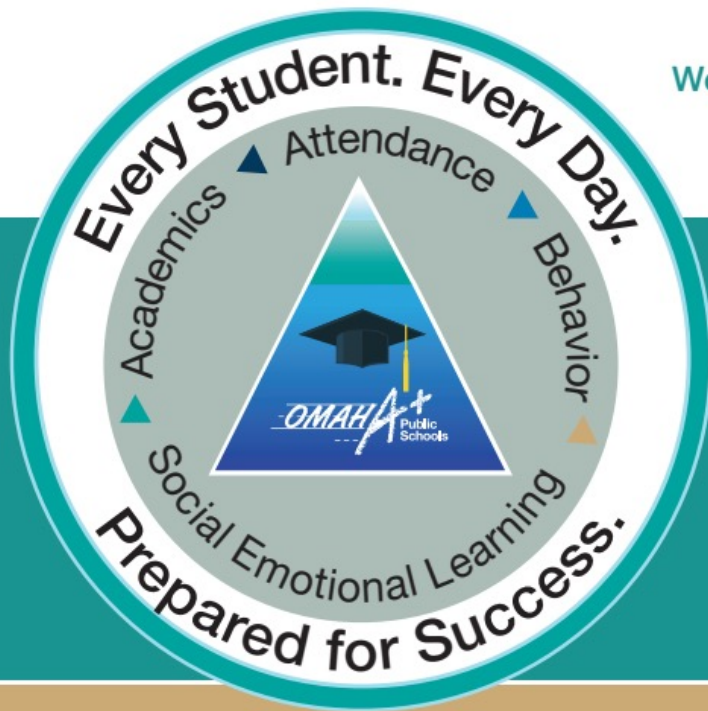 Every Student. Every Day.
Academics
Attendance
Behavior
Social Emotional Learning
OMAHA+
Public
Schools
Prepared for Success.